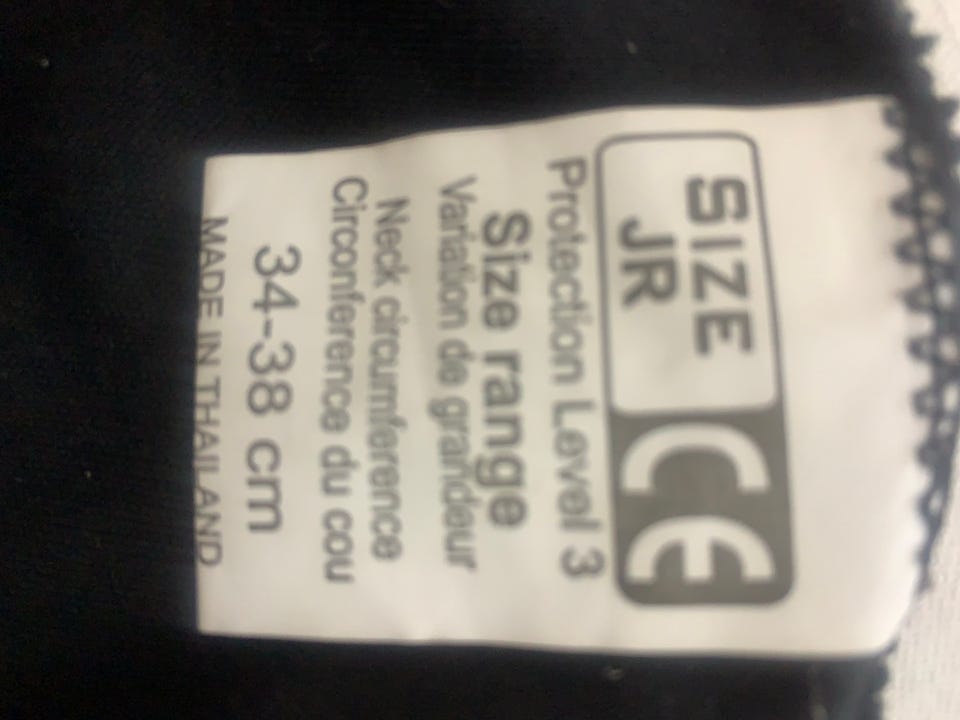 SIZE
JR
CE
Protection Level 3
Size range
Variation de grandeur
Neck circumference
Circonference du cou
34-38 cm
MADE IN THAILAND